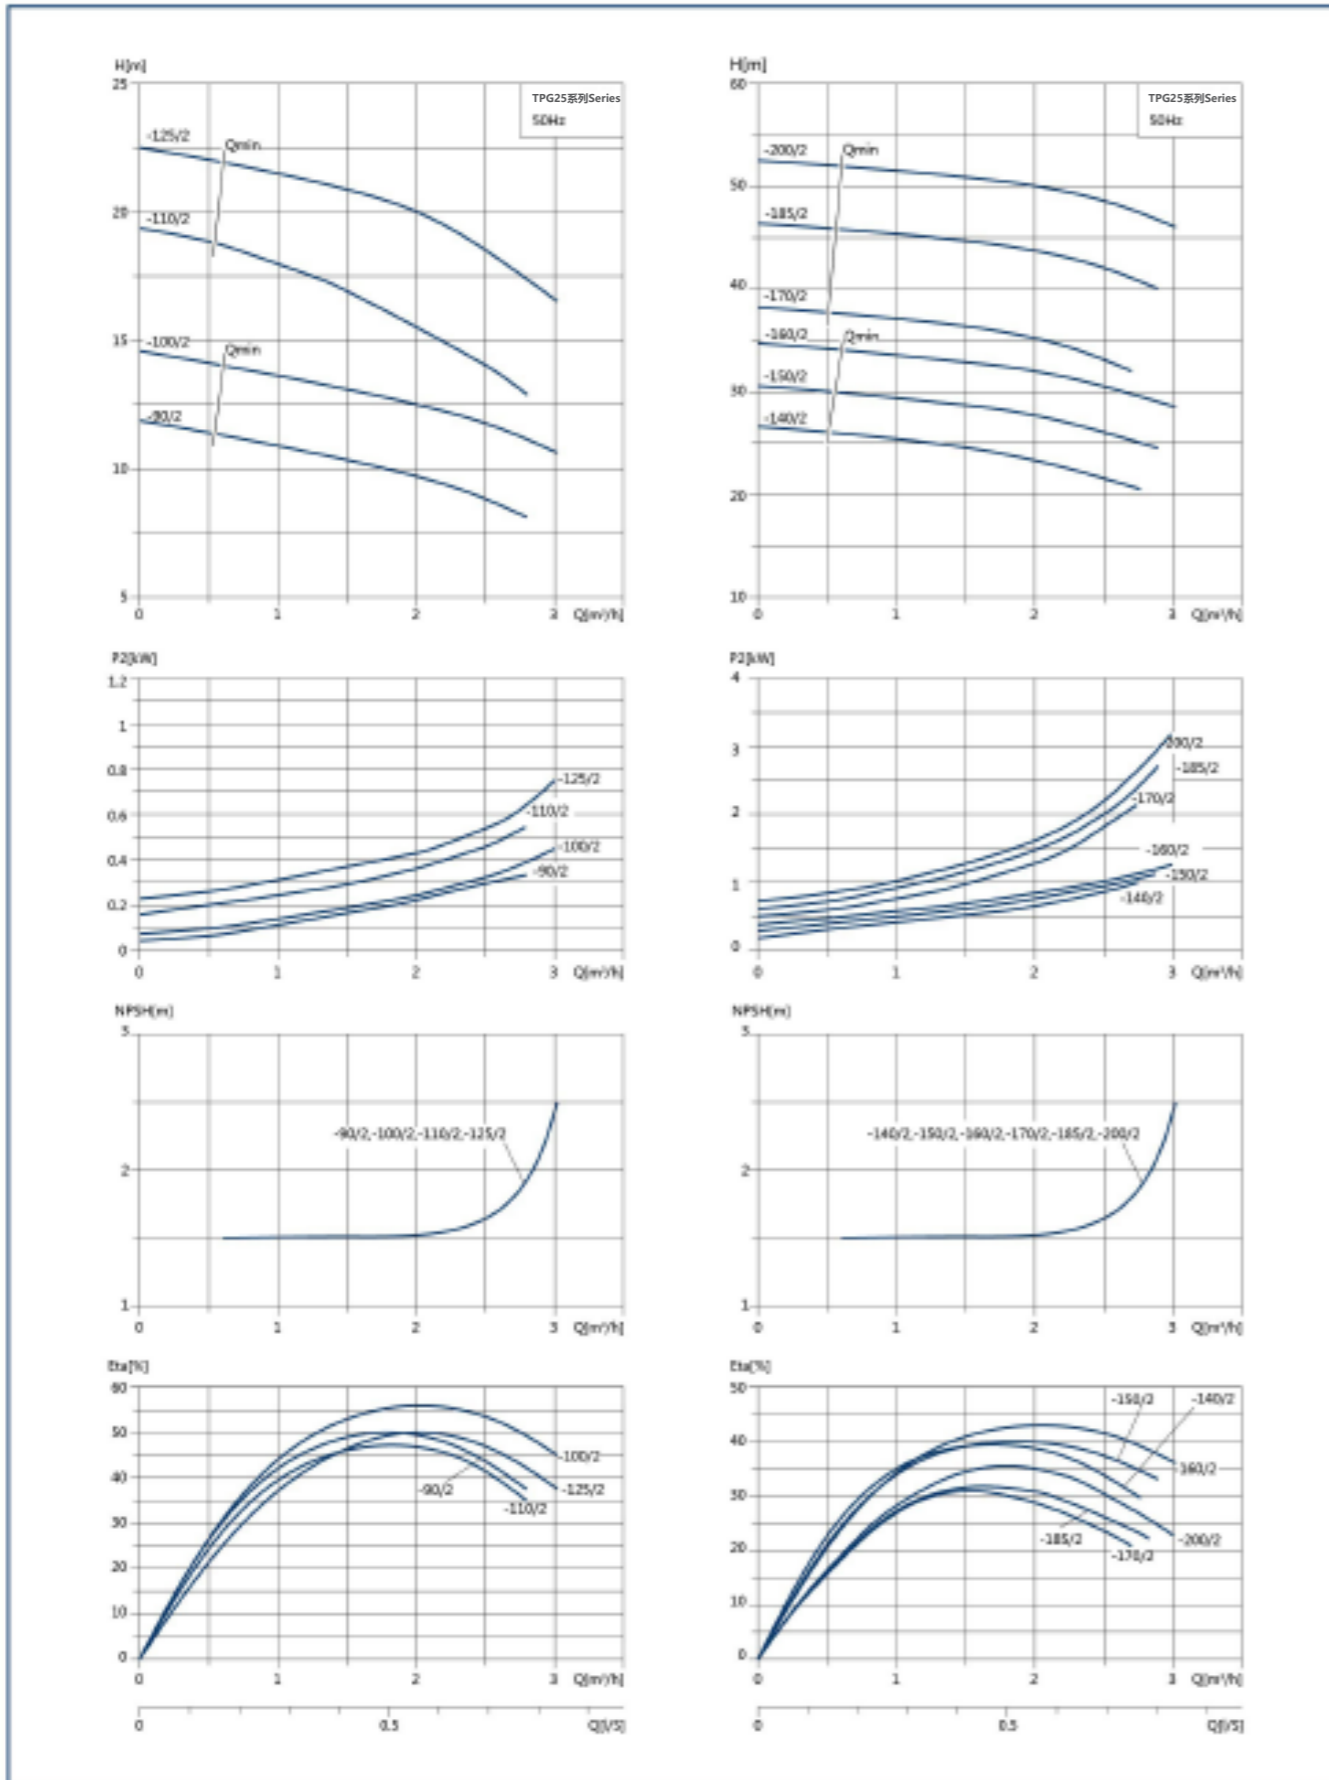 H[m]
25
20
15
10
5
TPG25系列Series
50Hz
-125/2
Qmin
-110/2
-100/2
Qmin
-90/2
0 1 2 3 Q[m³/h]
H[m]
60
50
40
30
20
10
TPG25系列Series
50Hz
-200/2
Qmin
-185/2
-170/2
-160/2
Qmin
-150/2
-140/2
0 1 2 3 Q[m³/h]
P2[kW]
1.2
1
0.8
0.6
0.4
0.2
0
-125/2
-110/2
-100/2
-90/2
0 1 2 3 Q[m³/h]
P2[kW]
4
3
2
1
0
-200/2
-185/2
-170/2
-160/2
-150/2
-140/2
0 1 2 3 Q[m³/h]
NPSH(m)
3
2
1
-90/2,-100/2,-110/2,-125/2
0 1 2 3 Q[m³/h]
NPSH(m)
3
2
1
-140/2,-150/2,-160/2,-170/2,-185/2,-200/2
0 1 2 3 Q[m³/h]
Eta[%]
60
50
40
30
20
10
0
-100/2
-125/2
-90/2
-110/2
0 1 2 3 Q[m³/h]
0 0.5 Q[l/S]
Eta[%]
50
40
30
20
10
0
-150/2
-140/2
160/2
-185/2
-170/2
-200/2
0 1 2 3 Q[m³/h]
0 0.5 Q[l/S]